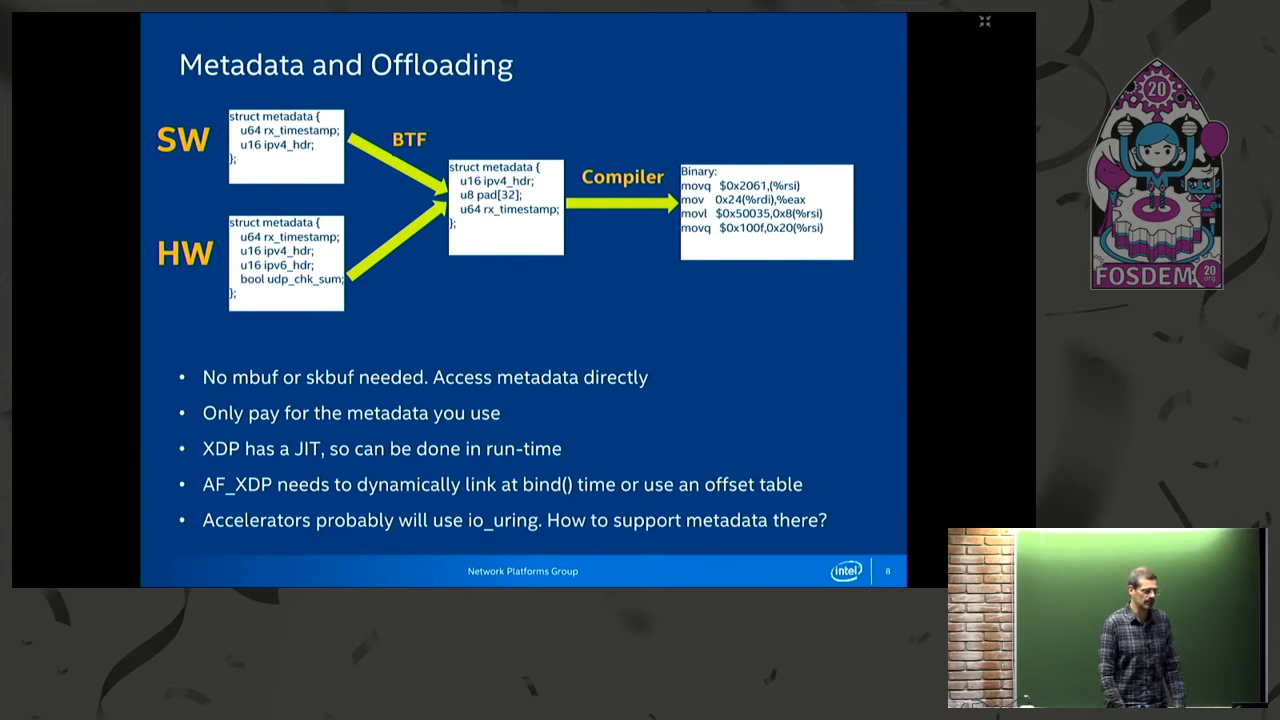 Metadata and Offloading
SW
struct metadata {
u64 rx_timestamp;
u16 ipv4_hdr;
};
HW
struct metadata {
u64 rx_timestamp;
u16 ipv4_hdr;
u16 ipv6_hdr;
bool udp_chk_sum;
};
BTF
struct metadata {
u16 ipv4_hdr;
u8 pad[32];
u64 rx_timestamp;
};
Compiler
Binary:
movq $0x2061,(%rsi)
mov 0x24(%rdi),%eax
movl $0x50035,0x8(%rsi)
movq $0x100f,0x20(%rsi)
• No mbuf or skbuf needed. Access metadata directly
• Only pay for the metadata you use
• XDP has a JIT, so can be done in run-time
• AF_XDP needs to dynamically link at bind() time or use an offset table
• Accelerators probably will use io_uring. How to support metadata there?
Network Platforms Group
intel
8
20
FOSDEM
20
.org